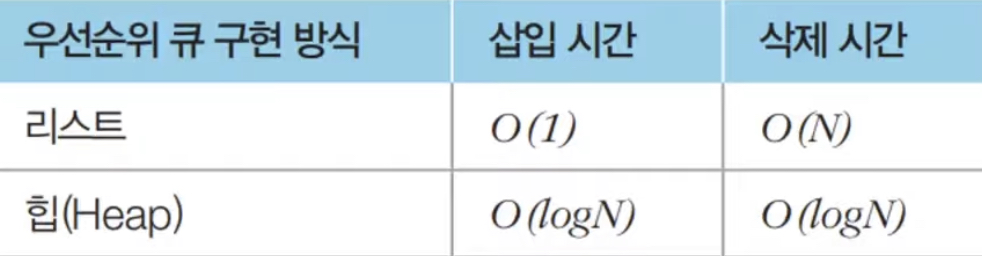 우선순위 큐 구현 방식 삽입 시간 삭제 시간
리스트 O(1) O(N)
힙(Heap) O(logN) O(logN)